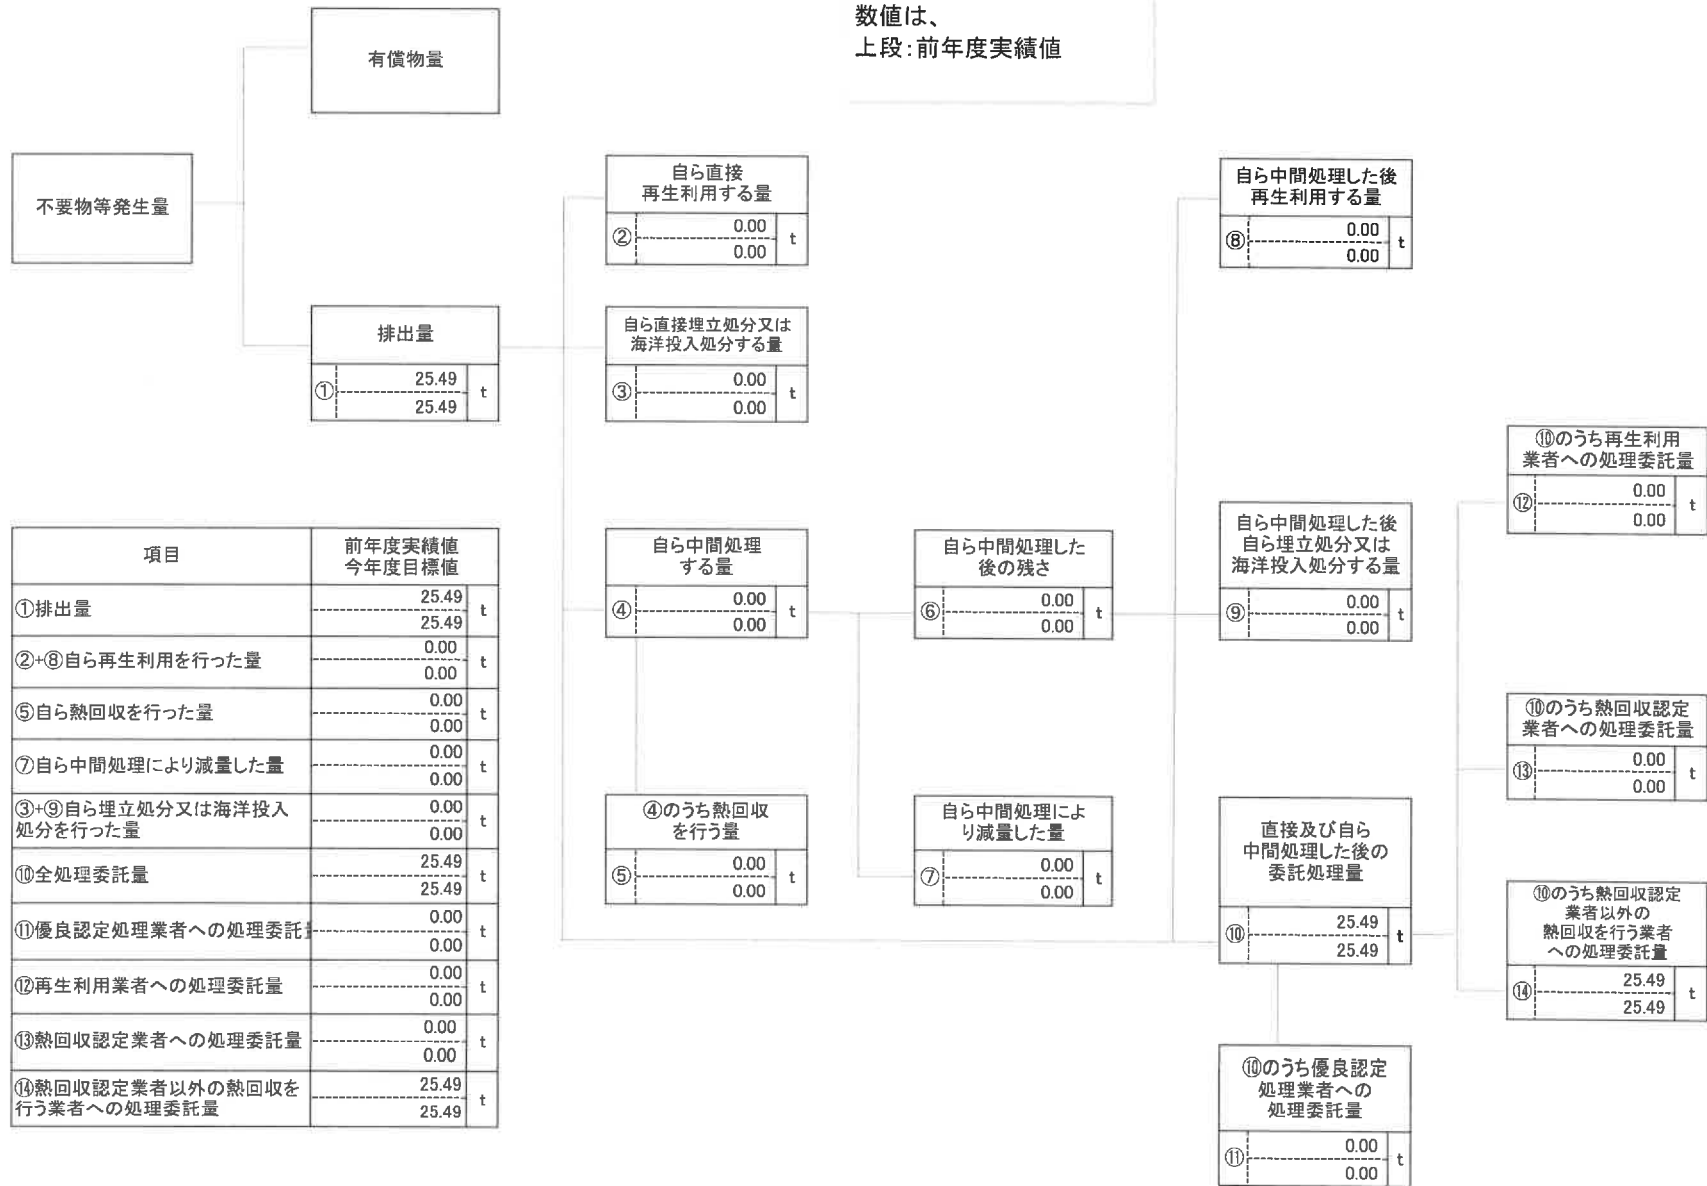 数値は、
上段:前年度実績値
有償物量
不要物等発生量
排出量
① 25.49 t
25.49
自ら直接
再生利用する量
② 0.00 t
0.00
自ら直接埋立処分又は
海洋投入処分する量
③ 0.00 t
0.00
自ら中間処理
する量
④ 0.00 t
0.00
④のうち熱回収
を行う量
⑤ 0.00 t
0.00
自ら中間処理した
後の残さ
⑥ 0.00 t
0.00
自ら中間処理によ
り減量した量
⑦ 0.00 t
0.00
自ら中間処理した後
再生利用する量
⑧ 0.00 t
0.00
自ら中間処理した後
自ら埋立処分又は
海洋投入処分する量
⑨ 0.00 t
0.00
直接及び自ら
中間処理した後の
委託処理量
⑩ 25.49 t
25.49
⑩のうち優良認定
処理業者への
処理委託量
⑪ 0.00 t
0.00
⑩のうち再生利用
業者への処理委託量
⑫ 0.00 t
0.00
⑩のうち熱回収認定
業者への処理委託量
⑬ 0.00 t
0.00
⑩のうち熱回収認定
業者以外の
熱回収を行う業者
への処理委託量
⑭ 25.49 t
25.49
項目 前年度実績値
今年度目標値
①排出量 25.49 t
25.49
②+⑧自ら再生利用を行った量 0.00 t
0.00
⑤自ら熱回収を行った量 0.00 t
0.00
⑦自ら中間処理により減量した量 0.00 t
0.00
③+⑨自ら埋立処分又は海洋投入 0.00 t
処分を行った量 0.00
⑩全処理委託量 25.49 t
25.49
⑪優良認定処理業者への処理委託 0.00 t
0.00
⑫再生利用業者への処理委託量 0.00 t
0.00
⑬熱回収認定業者への処理委託量 0.00 t
0.00
⑭熱回収認定業者以外の熱回収を 25.49 t
行う業者への処理委託量 25.49